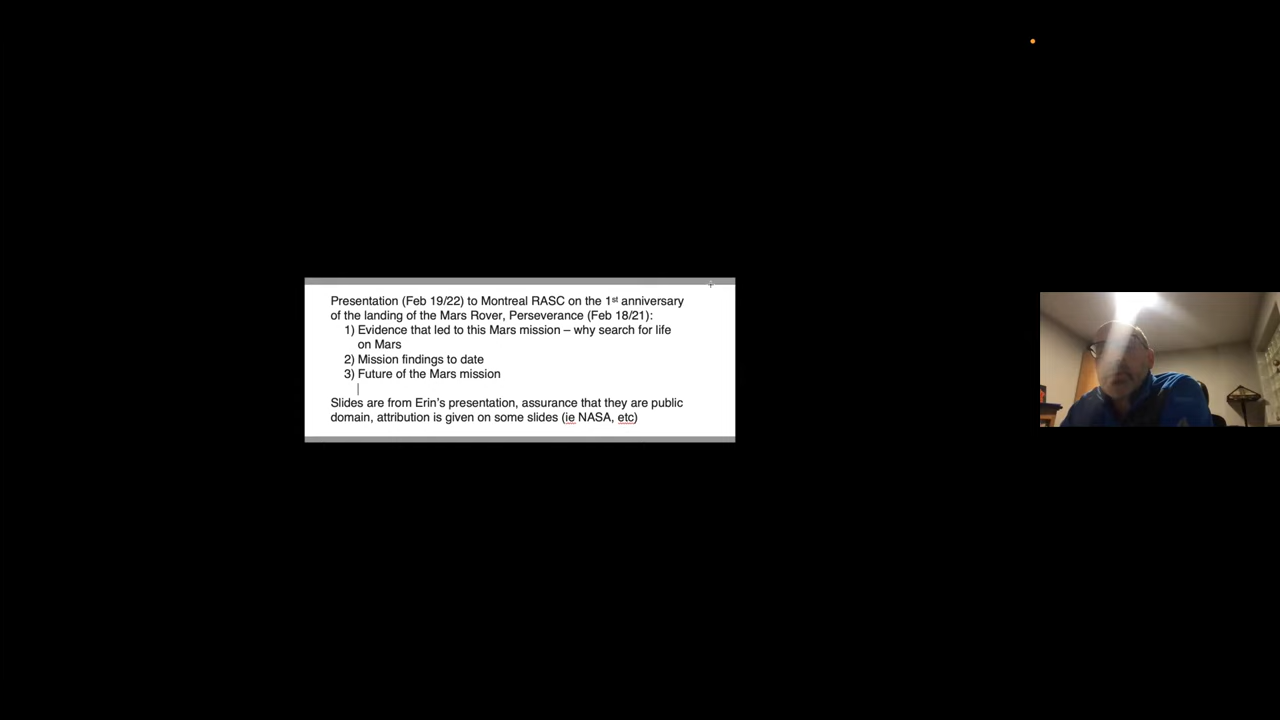 Presentation (Feb 19/22) to Montreal RASC on the 1st anniversary
of the landing of the Mars Rover, Perseverance (Feb 18/21):
1) Evidence that led to this Mars mission – why search for life
on Mars
2) Mission findings to date
3) Future of the Mars mission
Slides are from Erin's presentation, assurance that they are public
domain, attribution is given on some slides (ie NASA, etc)